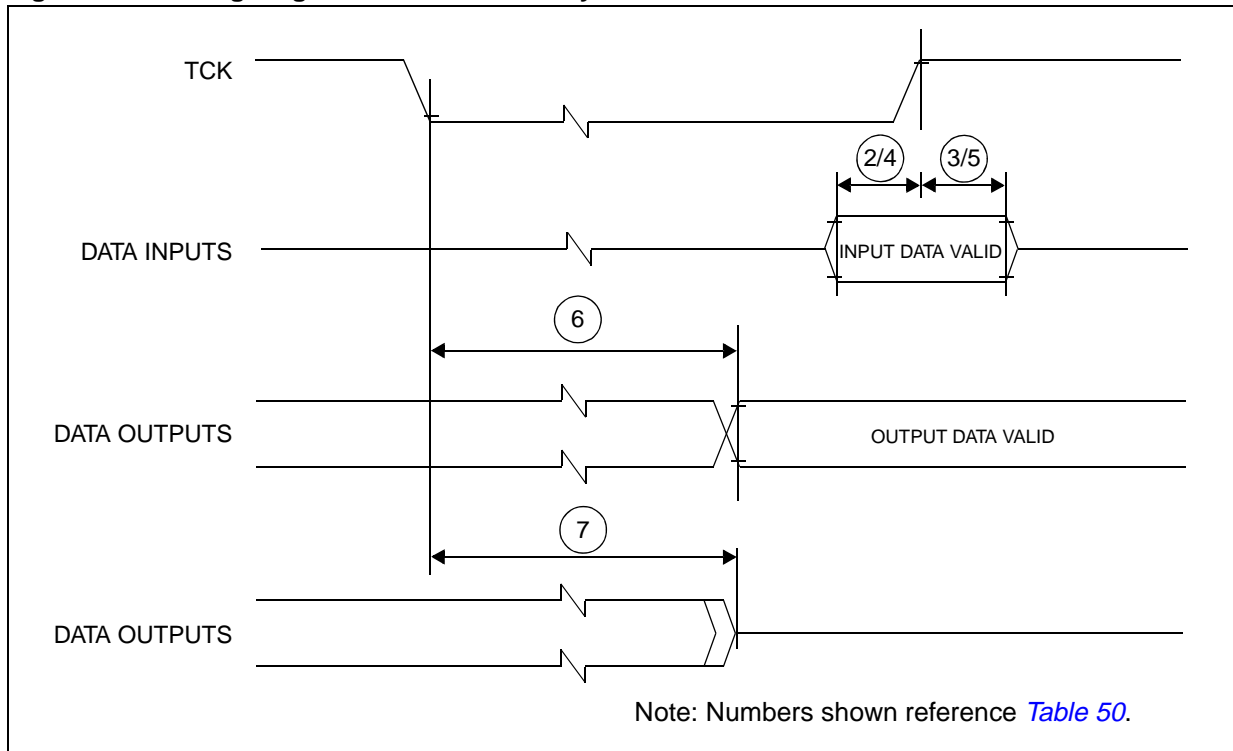 TCK
2/4
3/5
DATA INPUTS
INPUT DATA VALID
6
DATA OUTPUTS
OUTPUT DATA VALID
7
DATA OUTPUTS
Note: Numbers shown reference Table 50.